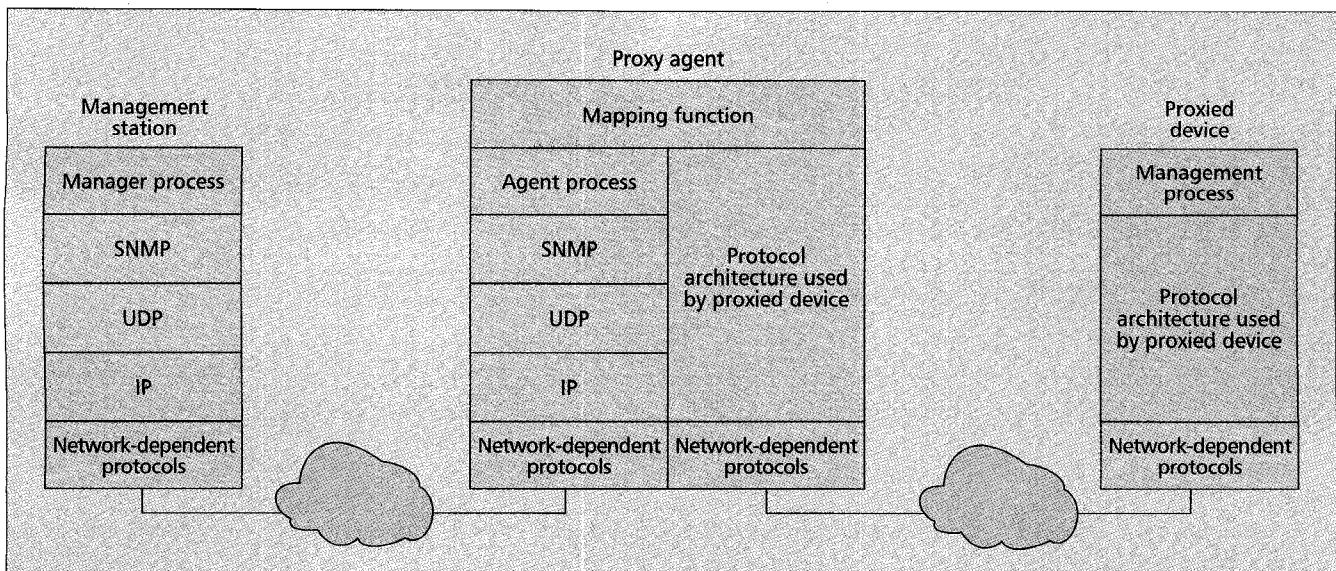 Management
station
Manager process
SNMP
UDP
IP
Network-dependent
protocols
Proxy agent
Mapping function
Agent process
SNMP
UDP
IP
Network-dependent
protocols
Protocol
architecture used
by proxied device
Network-dependent
protocols
Proxied
device
Management
process
Protocol
architecture used
by proxied device
Network-dependent
protocols